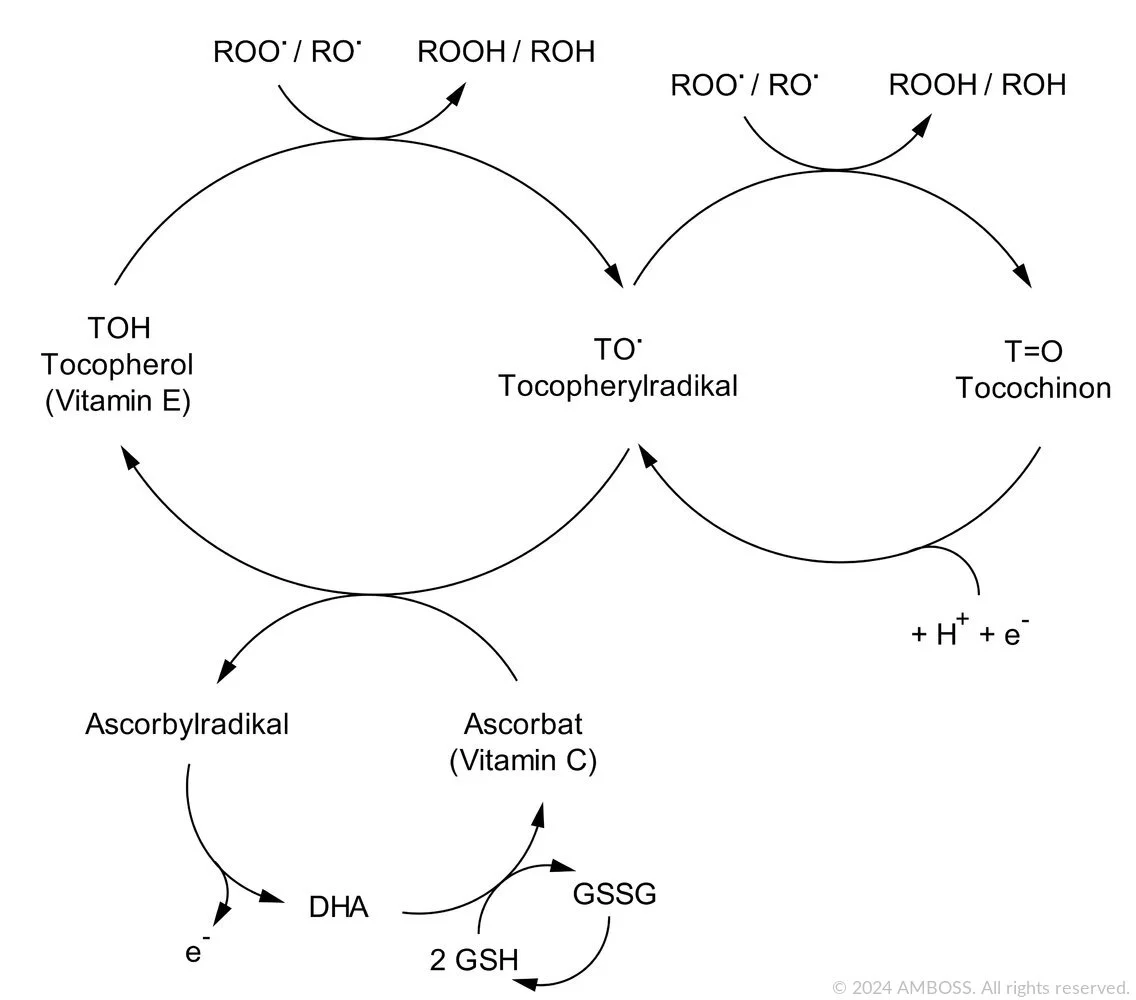 ROO˙/ RO˙
ROOH / ROH
ROO˙/ RO˙
ROOH / ROH
TOH
Tocopherol
(Vitamin E)
TO˙
Tocopherylradikal
T=O
Tocochinon
+ H⁺ + e⁻
Ascorbylradikal
Ascorbat
(Vitamin C)
DHA
GSSG
e⁻
2 GSH
© 2024 AMBOSS. All rights reserved.